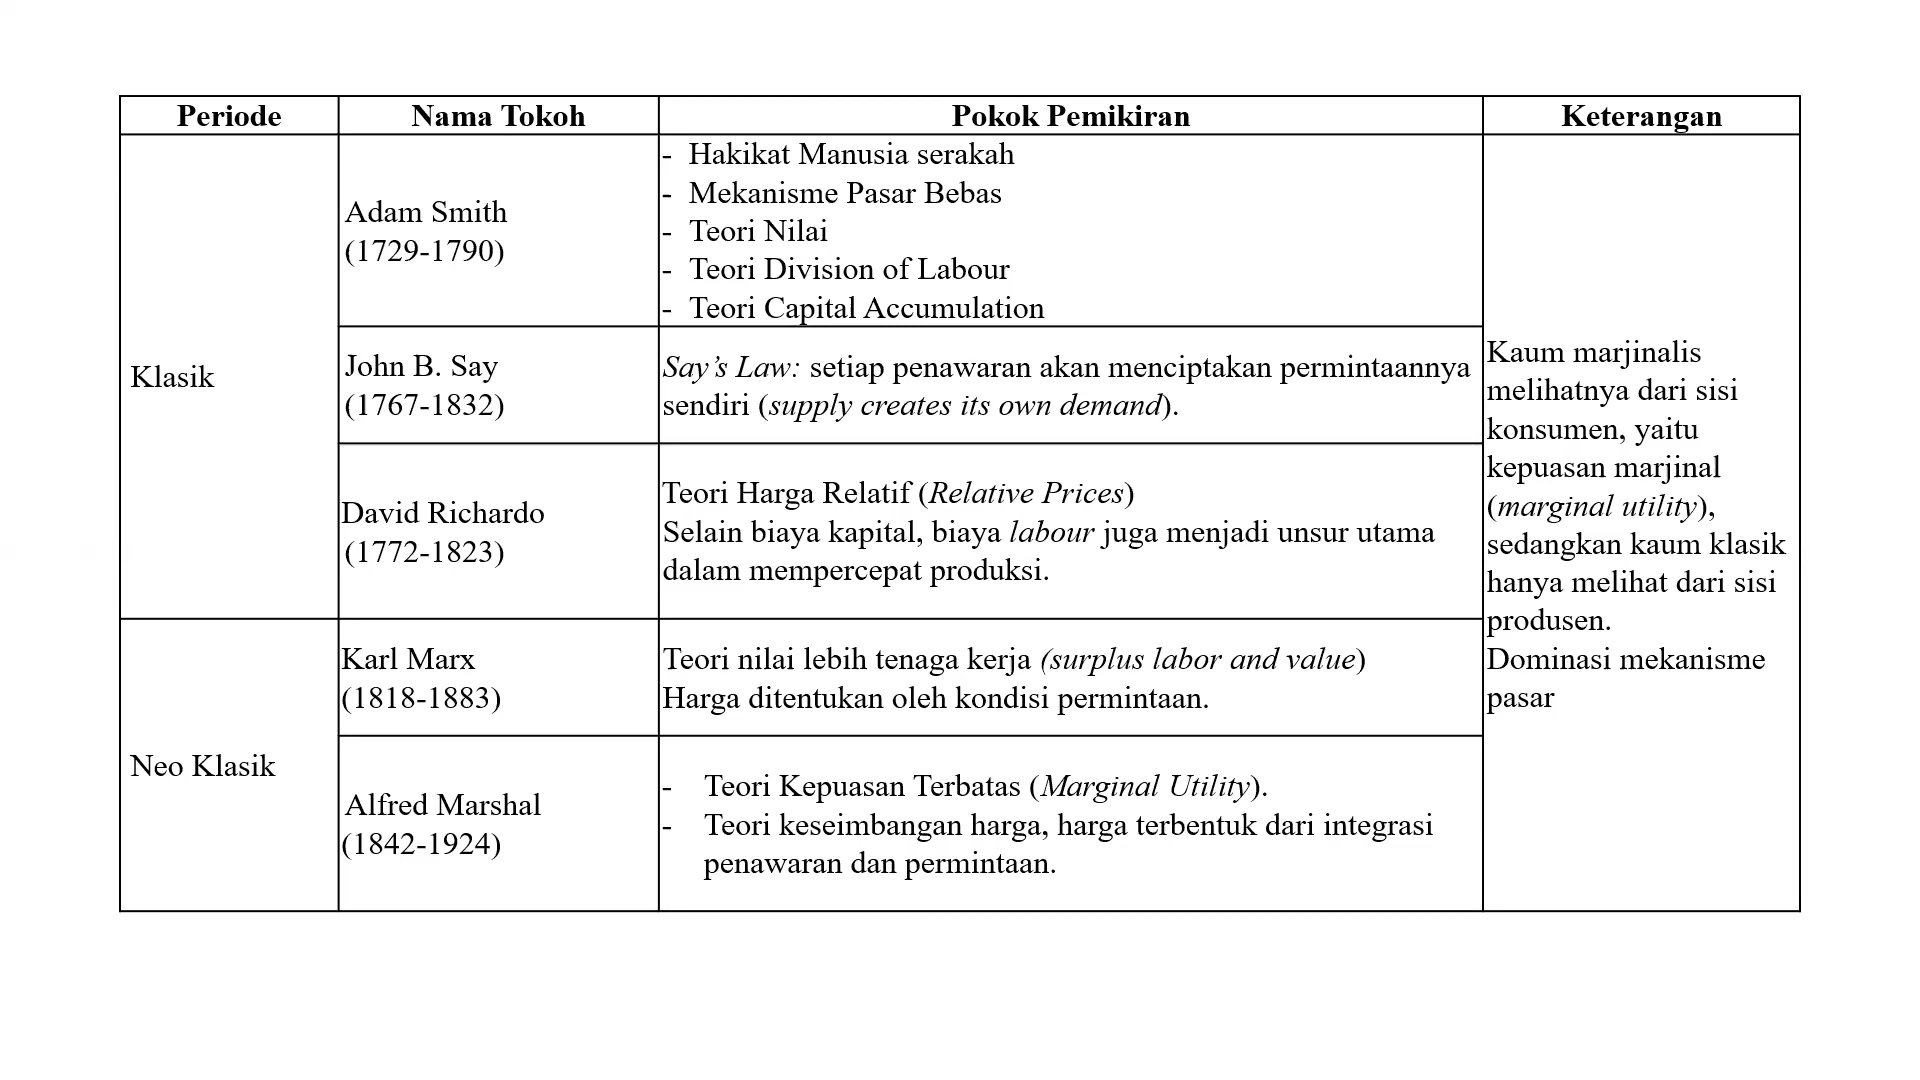 Periode Nama Tokoh Pokok Pemikiran Keterangan
Klasik
Adam Smith
(1729-1790)
- Hakikat Manusia serakah
- Mekanisme Pasar Bebas
- Teori Nilai
- Teori Division of Labour
- Teori Capital Accumulation
John B. Say
(1767-1832)
Say’s Law: setiap penawaran akan menciptakan permintaannya
sendiri (supply creates its own demand).
David Richardo
(1772-1823)
Teori Harga Relatif (Relative Prices)
Selain biaya kapital, biaya labour juga menjadi unsur utama
dalam mempercepat produksi.
Neo Klasik
Karl Marx
(1818-1883)
Teori nilai lebih tenaga kerja (surplus labor and value)
Harga ditentukan oleh kondisi permintaan.
Alfred Marshal
(1842-1924)
- Teori Kepuasan Terbatas (Marginal Utility).
- Teori keseimbangan harga, harga terbentuk dari integrasi
penawaran dan permintaan.
Kaum marjinalis
melihatnya dari sisi
konsumen, yaitu
kepuasan marjinal
(marginal utility),
sedangkan kaum klasik
hanya melihat dari sisi
produsen.
Dominasi mekanisme
pasar